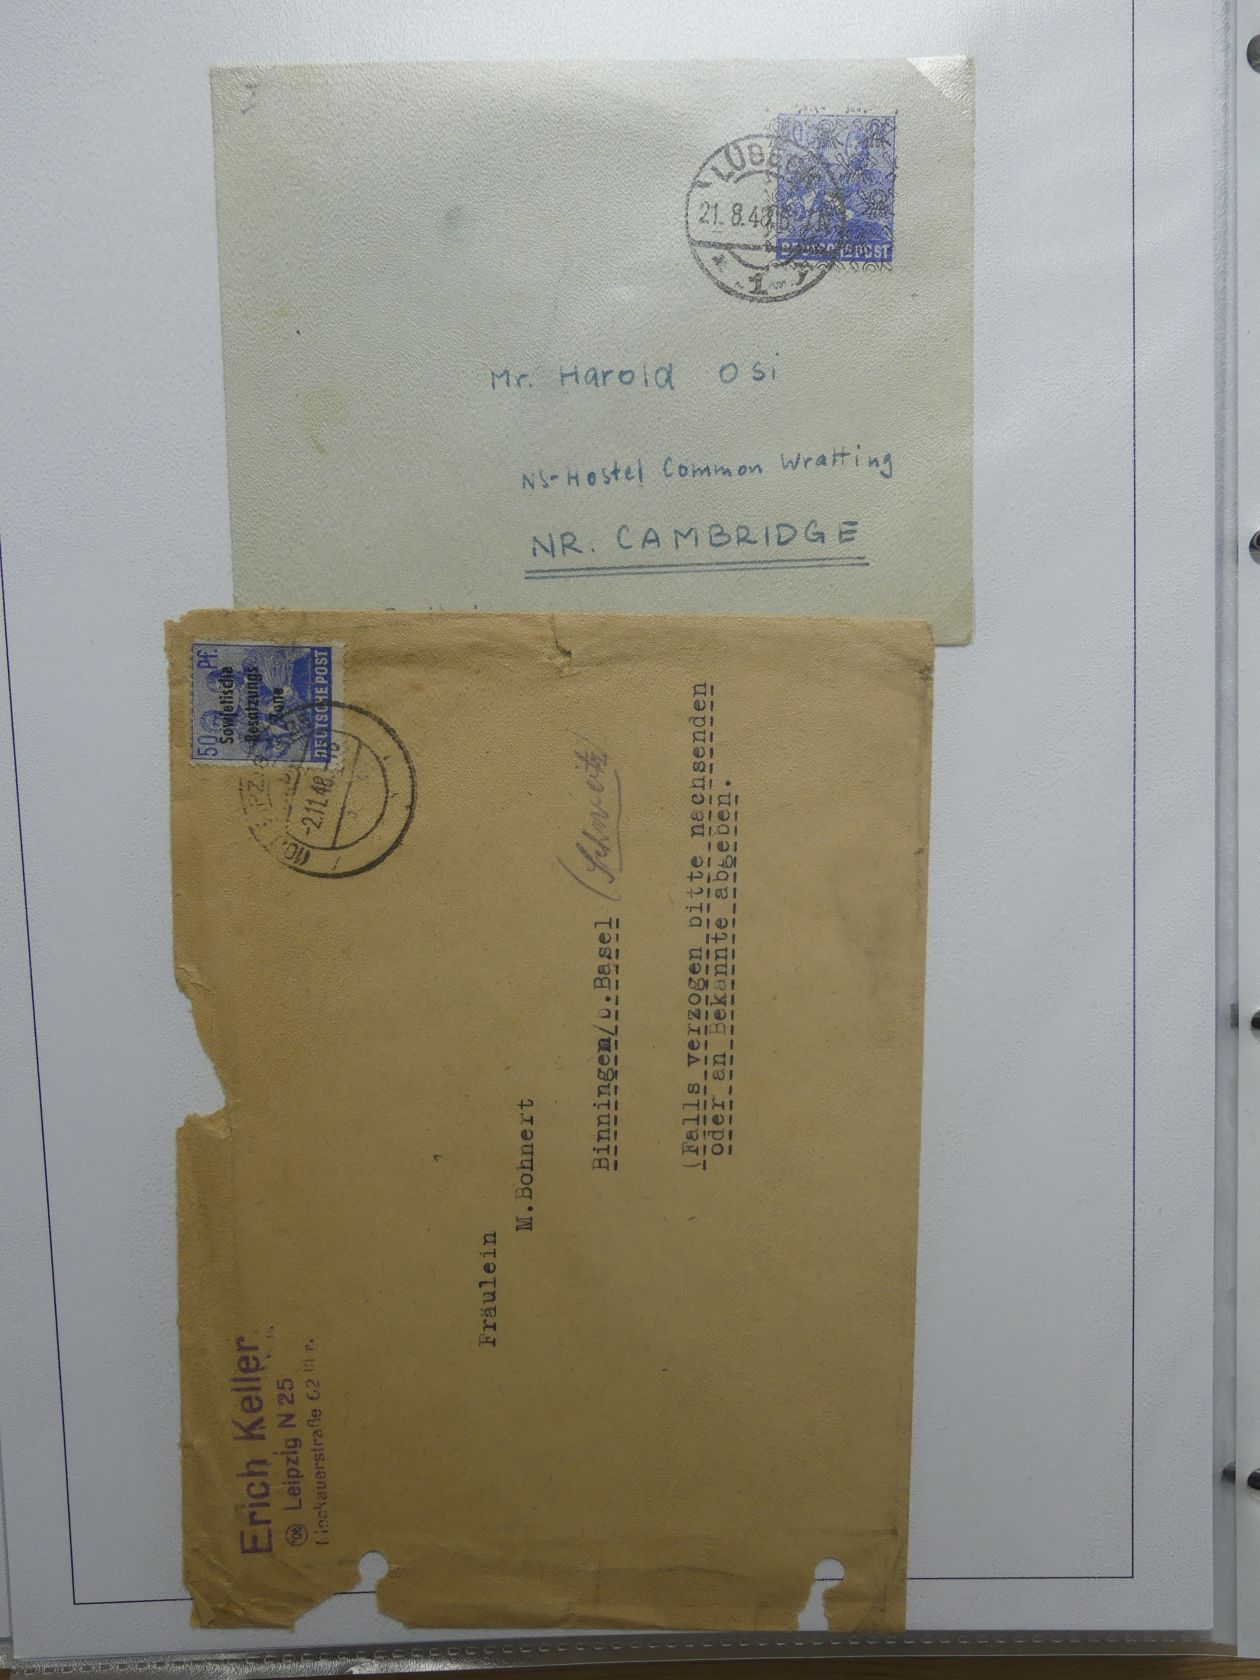 LÜBECK
21.8.48
1
DEUTSCHE POST
Mr. Harold Osi
NS-Hostel Common Wratting
NR. CAMBRIDGE
50 Pf.
Sowjetische
Besatzungs
Zone
DEUTSCHE POST
LEIPZIG
-2.11.48
Erich Keller
Leipzig N 25
Fräulein
M.Bohnert
Binningen/b.Basel
(Schweiz)
(Falls verzogen bitte nachsenden
oder an Bekannte abgeben.